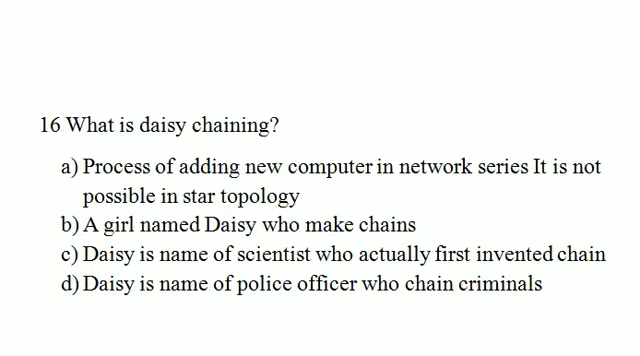 16 What is daisy chaining?
a) Process of adding new computer in network series It is not
possible in star topology
b) A girl named Daisy who make chains
c) Daisy is name of scientist who actually first invented chain
d) Daisy is name of police officer who chain criminals